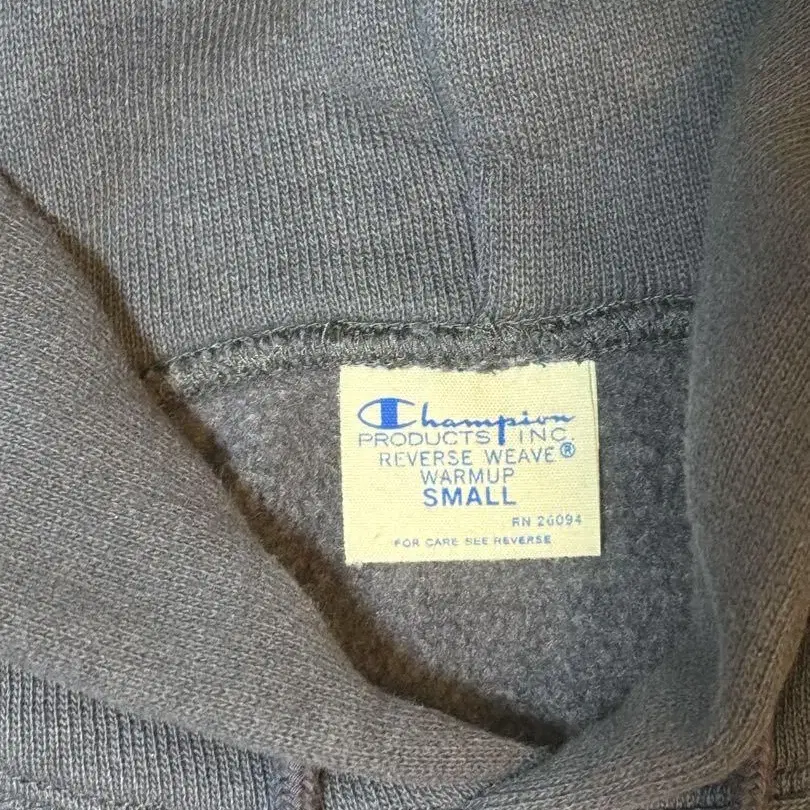 Champion
PRODUCTS INC.
REVERSE WEAVE®
WARMUP
SMALL
RN 26094
FOR CARE SEE REVERSE